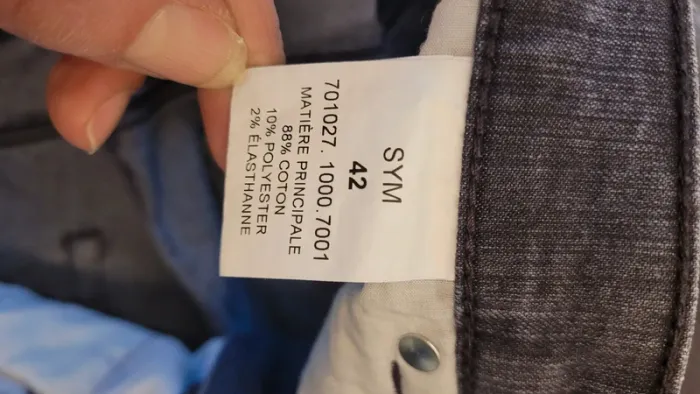 SYM
42
701027. 1000.7001
MATIÈRE PRINCIPALE
88% COTON
10% POLYESTER
2% ÉLASTHANNE